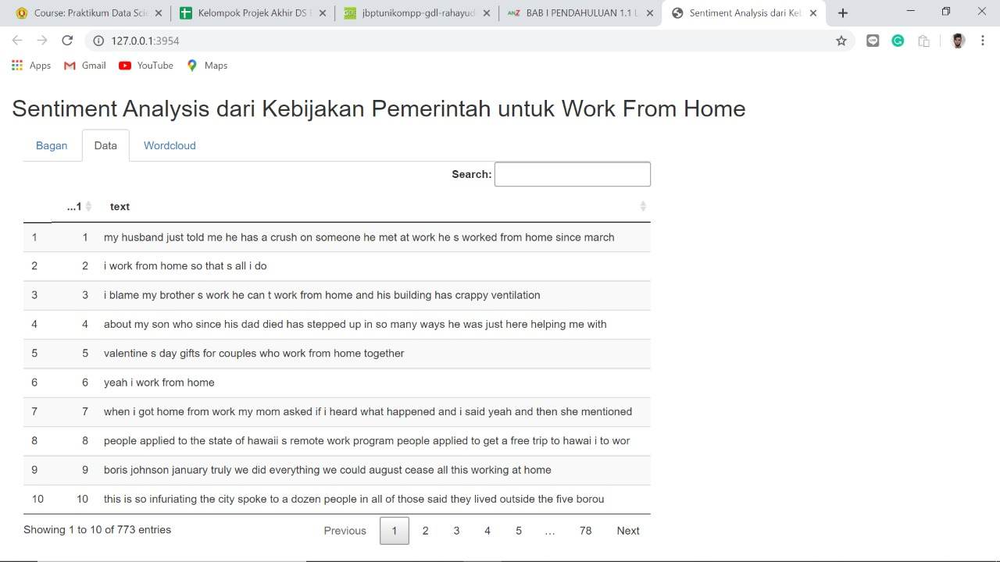 Course: Praktikum Data Scie
Kelompok Projek Akhir DS
jbptunikompp-gdl-rahayud
BAB I PENDAHULUAN 1.1 L
Sentiment Analysis dari Keb
127.0.0.1:3954
Apps
Gmail
YouTube
Maps
Sentiment Analysis dari Kebijakan Pemerintah untuk Work From Home
Bagan
Data
Wordcloud
Search:
...1 text
1 1 my husband just told me he has a crush on someone he met at work he s worked from home since march
2 2 i work from home so that s all i do
3 3 i blame my brother s work he can t work from home and his building has crappy ventilation
4 4 about my son who since his dad died has stepped up in so many ways he was just here helping me with
5 5 valentine s day gifts for couples who work from home together
6 6 yeah i work from home
7 7 when i got home from work my mom asked if i heard what happened and i said yeah and then she mentioned
8 8 people applied to the state of hawaii s remote work program people applied to get a free trip to hawai i to wor
9 9 boris johnson january truly we did everything we could august cease all this working at home
10 10 this is so infuriating the city spoke to a dozen people in all of those said they lived outside the five borou
Showing 1 to 10 of 773 entries
Previous 1 2 3 4 5 … 78 Next